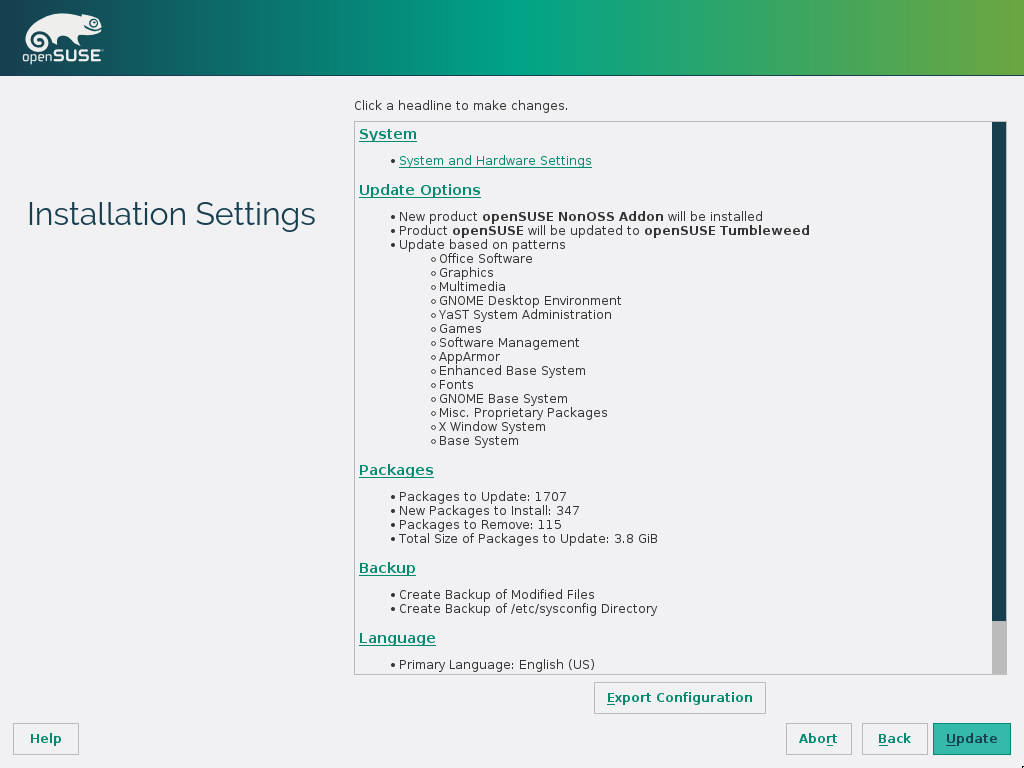 openSUSE
Click a headline to make changes.
Installation Settings
System
• System and Hardware Settings
Update Options
• New product openSUSE NonOSS Addon will be installed
• Product openSUSE will be updated to openSUSE Tumbleweed
• Update based on patterns
◦ Office Software
◦ Graphics
◦ Multimedia
◦ GNOME Desktop Environment
◦ YaST System Administration
◦ Games
◦ Software Management
◦ AppArmor
◦ Enhanced Base System
◦ Fonts
◦ GNOME Base System
◦ Misc. Proprietary Packages
◦ X Window System
◦ Base System
Packages
• Packages to Update: 1707
• New Packages to Install: 347
• Packages to Remove: 115
• Total Size of Packages to Update: 3.8 GiB
Backup
• Create Backup of Modified Files
• Create Backup of /etc/sysconfig Directory
Language
• Primary Language: English (US)
Export Configuration
Help Abort Back Update